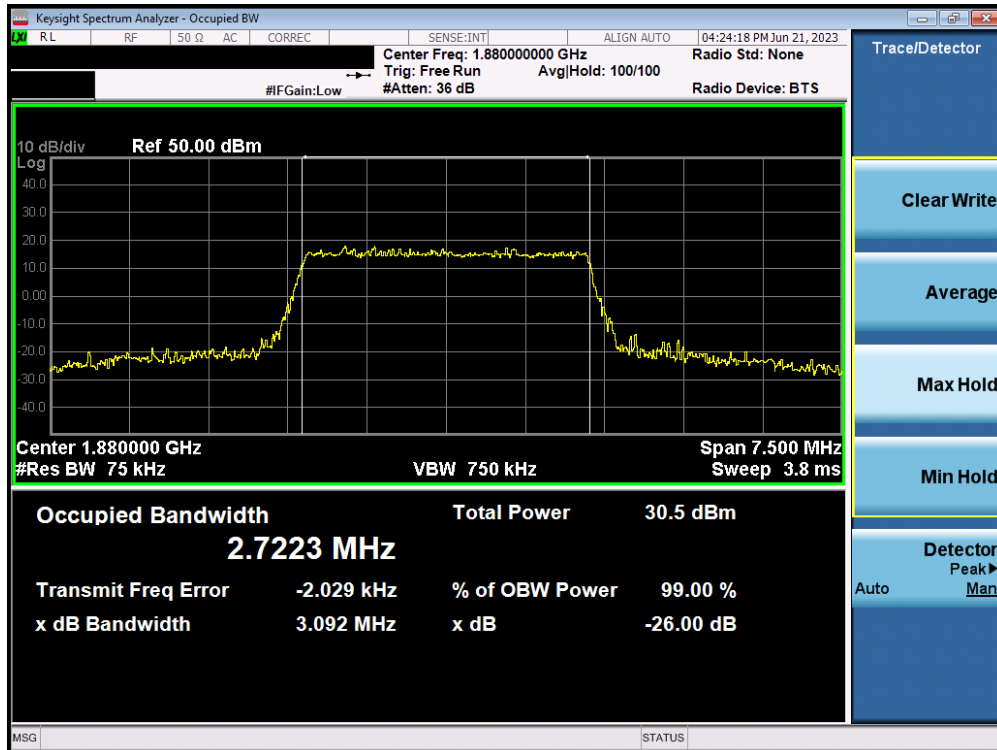 Keysight Spectrum Analyzer - Occupied BW
LXI RL RF 50 Ω AC CORREC SENSE:INT ALIGN AUTO 04:24:18 PM Jun 21, 2023
Center Freq: 1.880000000 GHz Radio Std: None
Trig: Free Run Avg|Hold: 100/100
#IFGain:Low #Atten: 36 dB Radio Device: BTS
10 dB/div Ref 50.00 dBm
Log
40.0
30.0
20.0
10.0
0.00
-10.0
-20.0
-30.0
-40.0
Center 1.880000 GHz Span 7.500 MHz
#Res BW 75 kHz VBW 750 kHz Sweep 3.8 ms
Occupied Bandwidth Total Power 30.5 dBm
2.7223 MHz
Transmit Freq Error -2.029 kHz % of OBW Power 99.00 %
x dB Bandwidth 3.092 MHz x dB -26.00 dB
MSG STATUS
Trace/Detector
Clear Write
Average
Max Hold
Min Hold
Detector
Peak▶
Auto Man